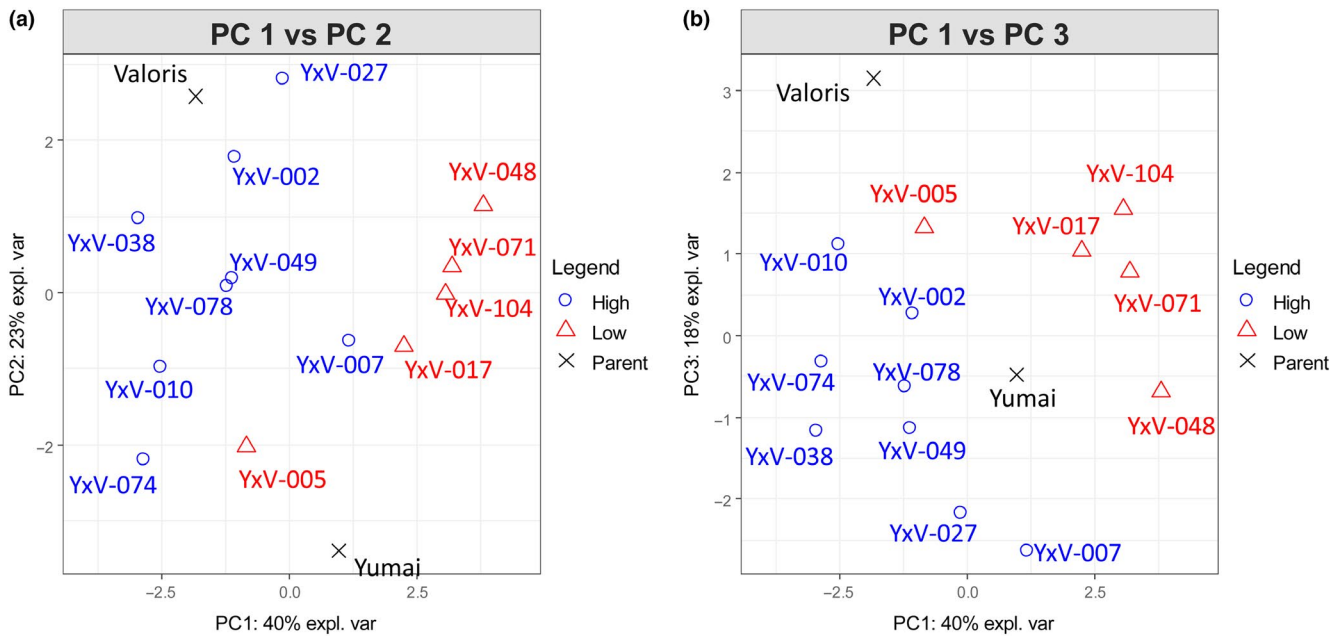 (a)
PC 1 vs PC 2
Valoris
YxV-027
YxV-002
YxV-048
YxV-038
YxV-049
YxV-071
YxV-078
YxV-104
YxV-007
YxV-017
YxV-010
YxV-074
YxV-005
Yumai
2
0
−2
−2.5
0.0
2.5
PC2: 23% expl. var
PC1: 40% expl. var
Legend
High
Low
Parent
(b)
PC 1 vs PC 3
Valoris
YxV-104
YxV-005
YxV-017
YxV-010
YxV-002
YxV-071
YxV-074
YxV-078
Yumai
YxV-048
YxV-038
YxV-049
YxV-027
YxV-007
3
2
1
0
−1
−2
−2.5
0.0
2.5
PC3: 18% expl. var
PC1: 40% expl. var
Legend
High
Low
Parent